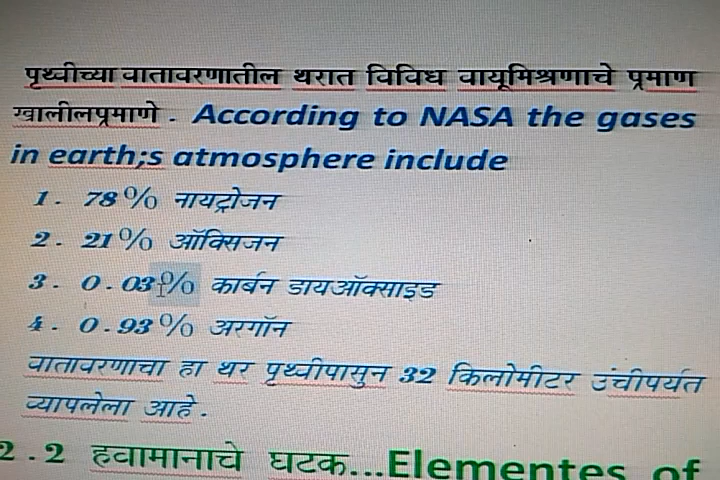 पृथ्वीच्या वातावरणातील थरात विविध वायूमिश्रणाचे प्रमाण
खालीलप्रमाणे . According to NASA the gases
in earth;s atmosphere include
1 . 78% नायट्रोजन
2 . 21% ऑक्सिजन
3 . 0.03% कार्बन डायऑक्साइड
4 . 0.93% अरगॉन
वातावरणाचा हा थर पृथ्वीपासुन 32 किलोमीटर उंचीपर्यत
व्यापलेला आहे .
2.2 हवामानाचे घटक...Elementes of